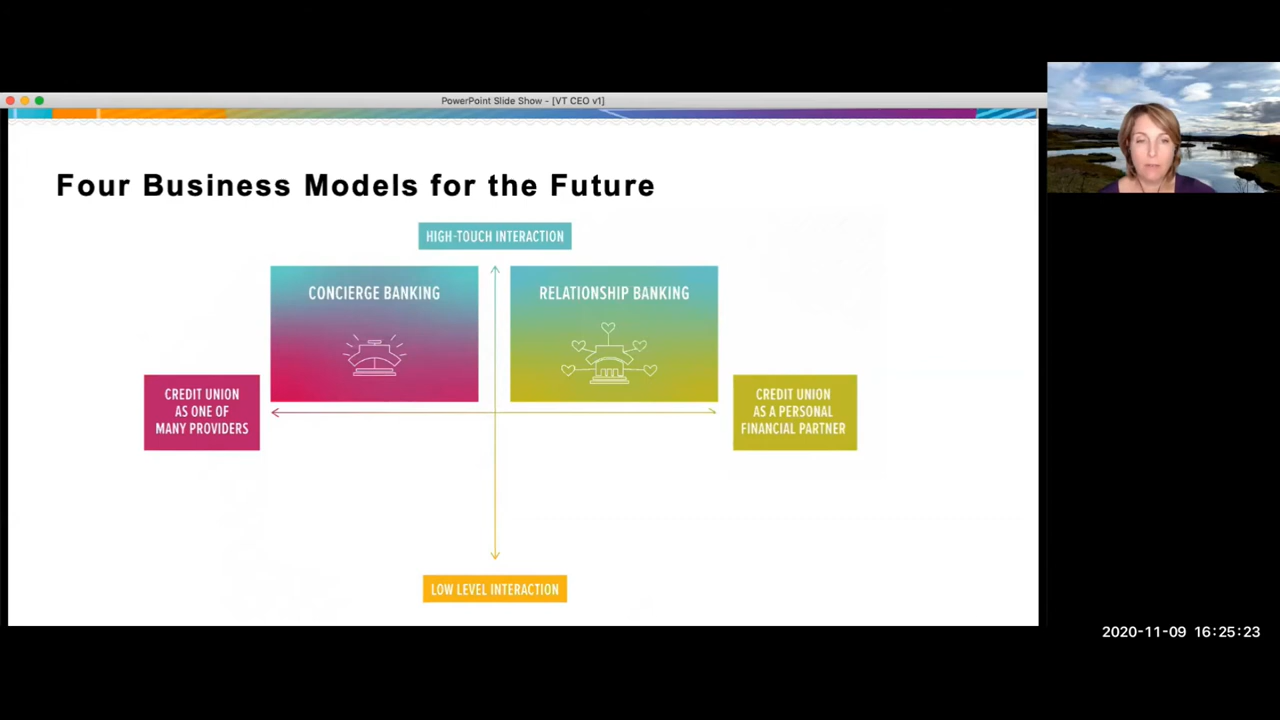 PowerPoint Slide Show - [VT CEO v1]
Four Business Models for the Future
HIGH-TOUCH INTERACTION
CONCIERGE BANKING
RELATIONSHIP BANKING
CREDIT UNION
AS ONE OF
MANY PROVIDERS
CREDIT UNION
AS A PERSONAL
FINANCIAL PARTNER
LOW LEVEL INTERACTION
2020-11-09 16:25:23